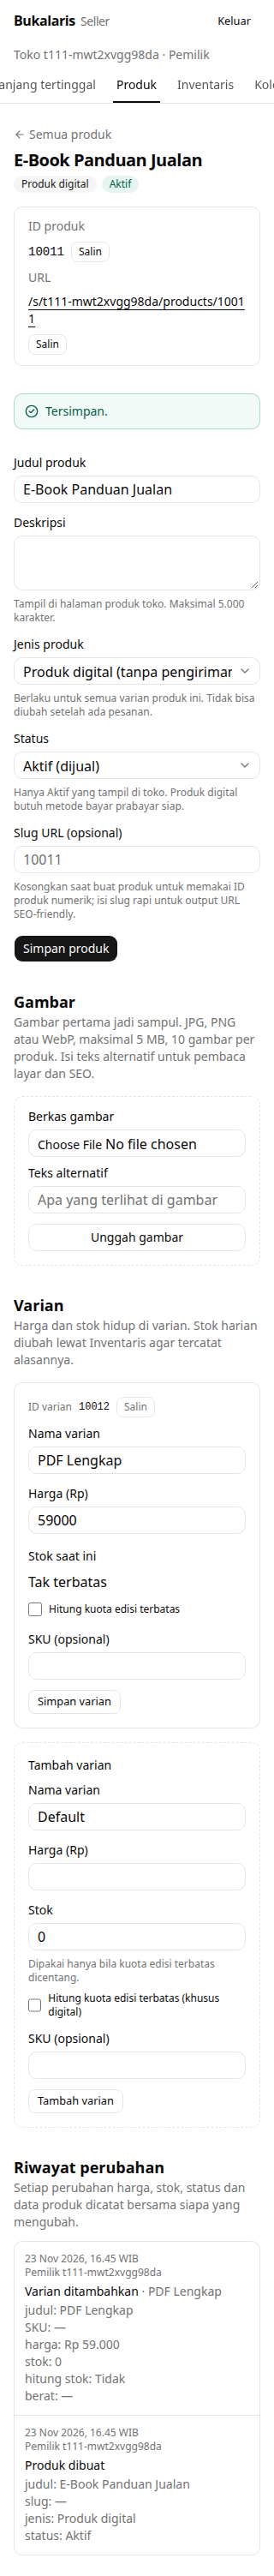 Bukalaris Seller
Keluar
Toko t111-mwt2xvgg98da · Pemilik
anjang tertinggal
Produk
Inventaris
Kole
← Semua produk
E-Book Panduan Jualan
Produk digital
Aktif
ID produk
10011
Salin
URL
/s/t111-mwt2xvgg98da/products/1001
1
Salin
Tersimpan.
Judul produk
E-Book Panduan Jualan
Deskripsi
Tampil di halaman produk toko. Maksimal 5.000
karakter.
Jenis produk
Produk digital (tanpa pengiriman
Berlaku untuk semua varian produk ini. Tidak bisa
diubah setelah ada pesanan.
Status
Aktif (dijual)
Hanya Aktif yang tampil di toko. Produk digital
butuh metode bayar prabayar siap.
Slug URL (opsional)
10011
Kosongkan saat buat produk untuk memakai ID
produk numerik; isi slug rapi untuk output URL
SEO-friendly.
Simpan produk
Gambar
Gambar pertama jadi sampul. JPG, PNG
atau WebP, maksimal 5 MB, 10 gambar per
produk. Isi teks alternatif untuk pembaca
layar dan SEO.
Berkas gambar
Choose File No file chosen
Teks alternatif
Apa yang terlihat di gambar
Unggah gambar
Varian
Harga dan stok hidup di varian. Stok harian
diubah lewat Inventaris agar tercatat
alasannya.
ID varian 10012
Salin
Nama varian
PDF Lengkap
Harga (Rp)
59000
Stok saat ini
Tak terbatas
Hitung kuota edisi terbatas
SKU (opsional)
Simpan varian
Tambah varian
Nama varian
Default
Harga (Rp)
Stok
0
Dipakai hanya bila kuota edisi terbatas
dicentang.
Hitung kuota edisi terbatas (khusus
digital)
SKU (opsional)
Tambah varian
Riwayat perubahan
Setiap perubahan harga, stok, status dan
data produk dicatat bersama siapa yang
mengubah.
23 Nov 2026, 16.45 WIB
Pemilik t111-mwt2xvgg98da
Varian ditambahkan · PDF Lengkap
judul: PDF Lengkap
SKU: —
harga: Rp 59.000
stok: 0
hitung stok: Tidak
berat: —
23 Nov 2026, 16.45 WIB
Pemilik t111-mwt2xvgg98da
Produk dibuat
judul: E-Book Panduan Jualan
slug: —
jenis: Produk digital
status: Aktif